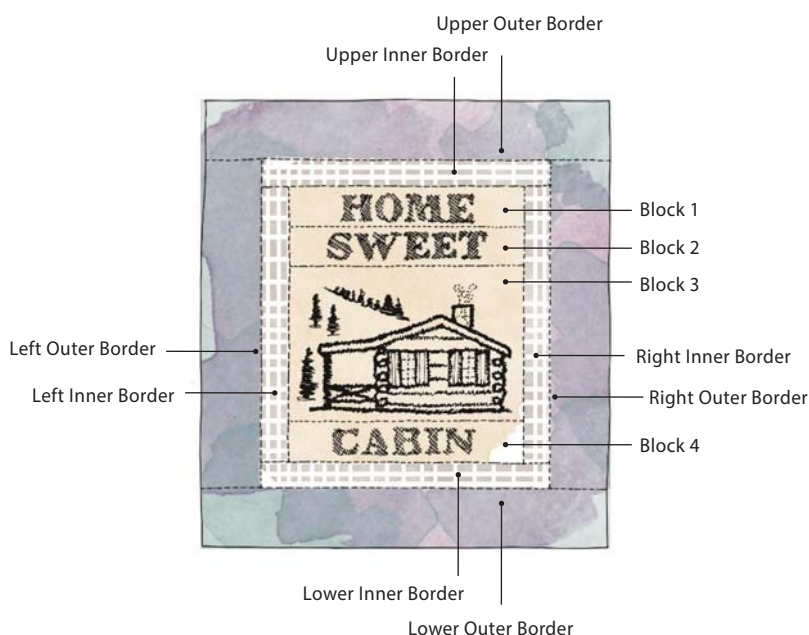 Upper Outer Border
Upper Inner Border
HOME
Block 1
SWEET
Block 2
Block 3
Left Outer Border
Right Inner Border
Left Inner Border
Right Outer Border
CABIN
Block 4
Lower Inner Border
Lower Outer Border